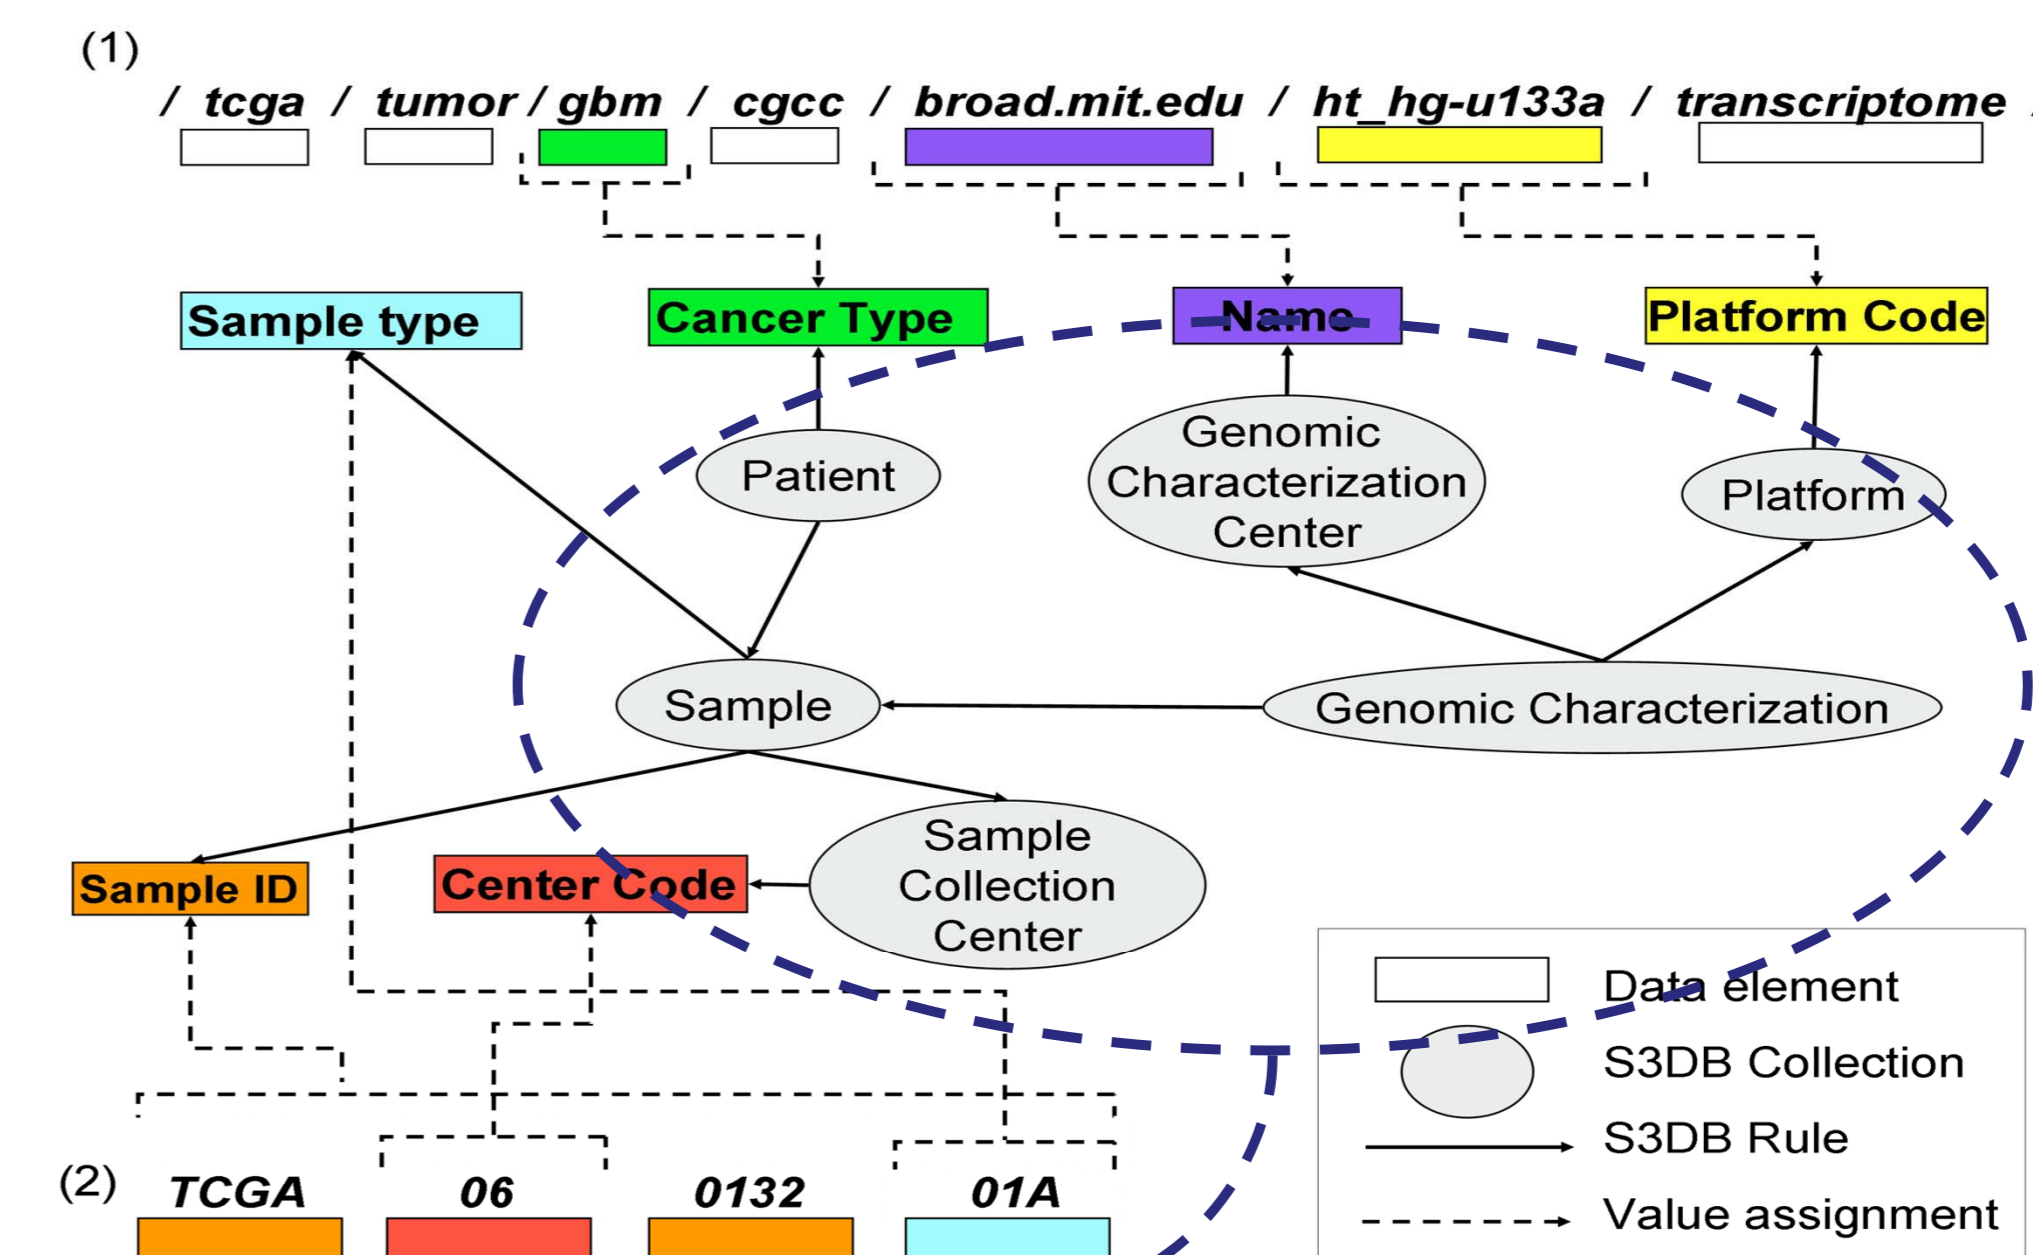 (1)
/ tcga / tumor / gbm / cgcc / broad.mit.edu / ht_hg-u133a / transcriptome /
Sample type
Cancer Type
Name
Platform Code
Patient
Genomic
Characterization
Center
Platform
Sample
Genomic Characterization
Sample ID
Center Code
Sample
Collection
Center
Data element
S3DB Collection
S3DB Rule
Value assignment
(2) TCGA 06 0132 01A